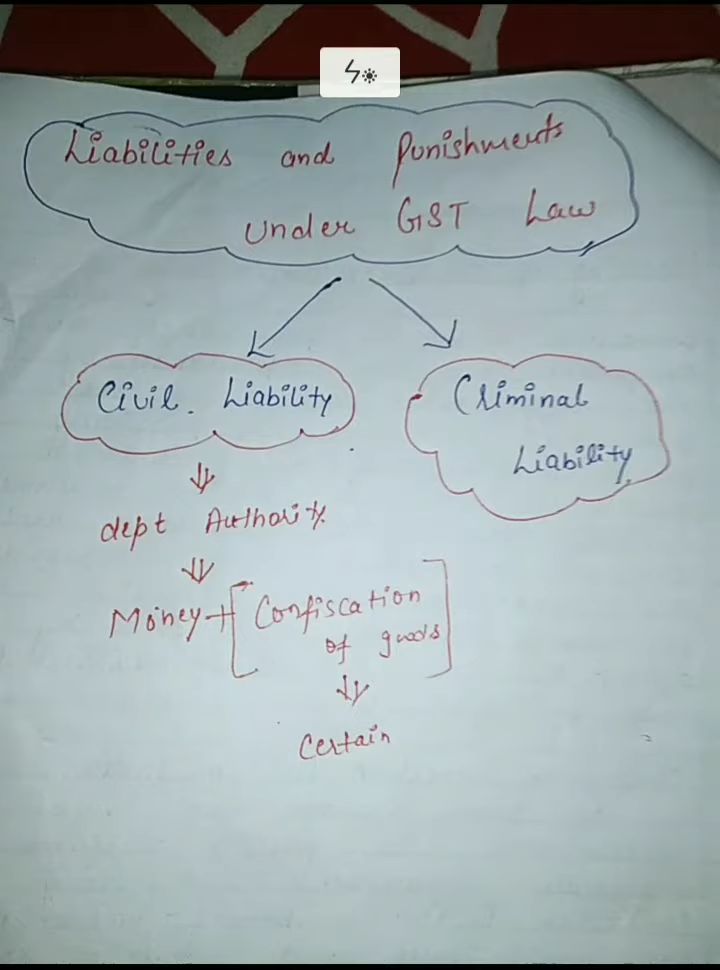 Liabilities and Punishments
under GST Law
Civil. Liability
Criminal
Liability
dept Authority.
Money + [Confiscation
of goods]
Certain